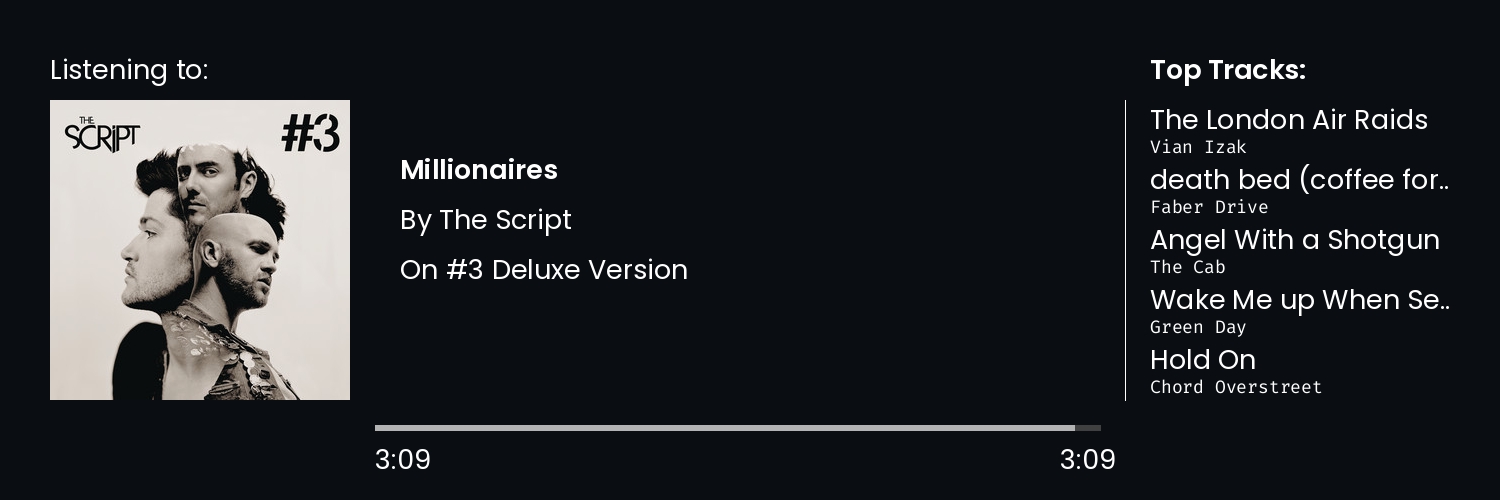 Listening to:
THE
SCRIPT
#3
Millionaires
By The Script
On #3 Deluxe Version
3:09
3:09
Top Tracks:
The London Air Raids
Vian Izak
death bed (coffee for..
Faber Drive
Angel With a Shotgun
The Cab
Wake Me up When Se..
Green Day
Hold On
Chord Overstreet